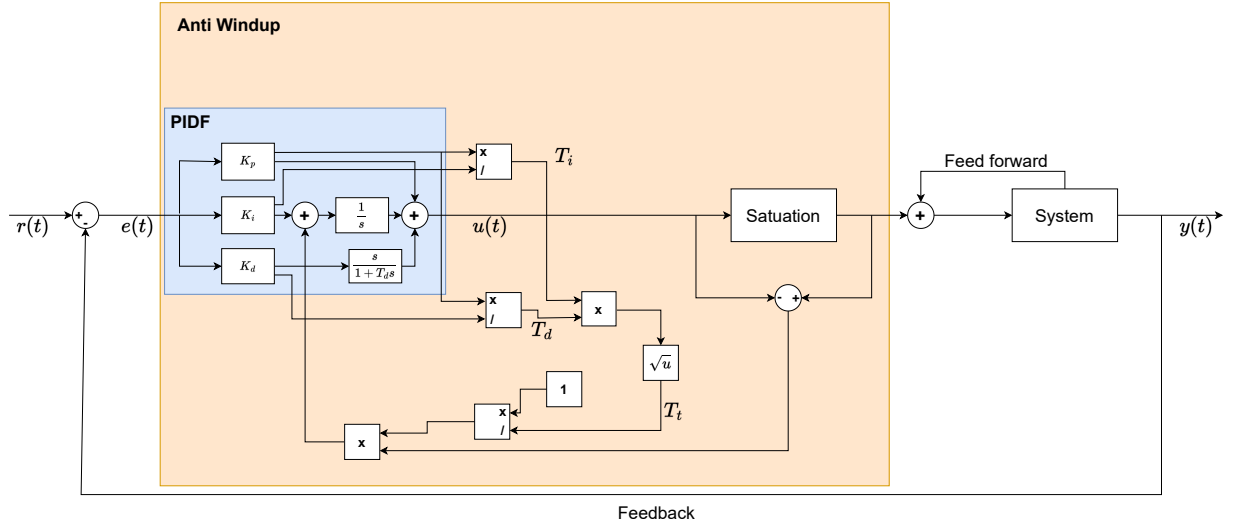 Anti Windup
PIDF
K_p
x
/
T_i
Feed forward
K_i
+
1/s
+
+
-
r(t)
e(t)
u(t)
Satuation
+
System
y(t)
K_d
s/(1 + T_d s)
x
/
T_d
x
- +
√u
1
x
/
T_t
x
Feedback